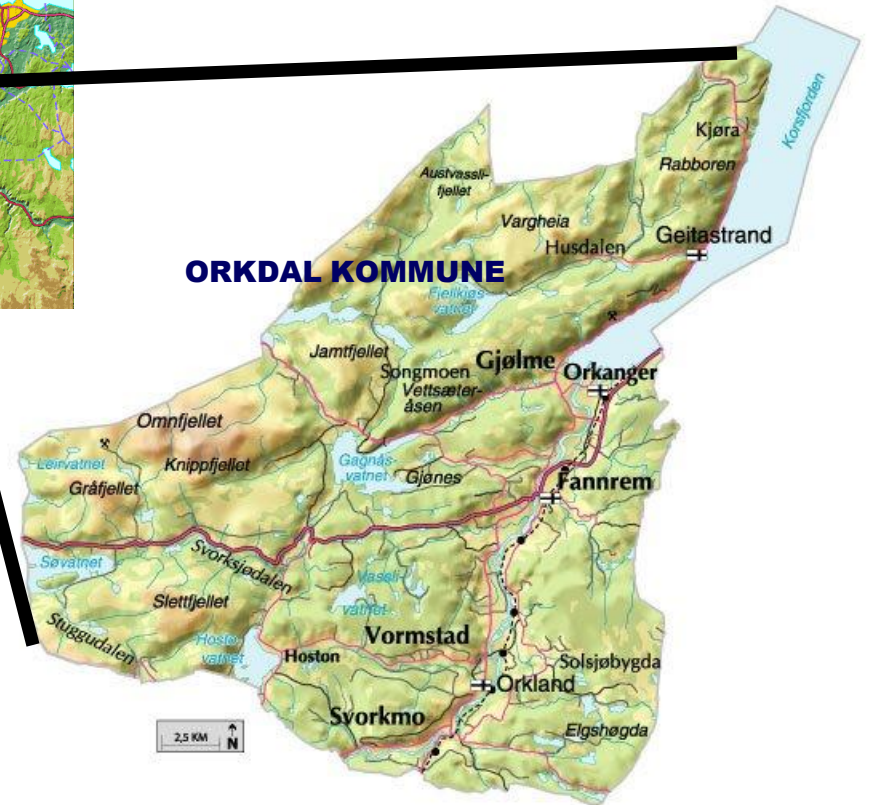 Korsfjorden
Kjøra
Rabboren
Austvassli-
fjellet
Vargheia
Husdalen
Geitastrand
ORKDAL KOMMUNE
Fjellkjøs-
vatnet
Jamtfjellet
Songmoen
Gjølme
Vettsæter-
åsen
Orkanger
Omnfjellet
Leirvatnet
Knippfjellet
Gagnås-
vatnet
Gjønes
Gråfjellet
Fannrem
Svorksjødalen
Søvatnet
Vassli-
vatnet
Slettfjellet
Stuggudalen
Hosto-
vatnet
Vormstad
Hoston
Solsjøbygda
Orkland
Svorkmo
Elgshøgda
2,5 KM
N